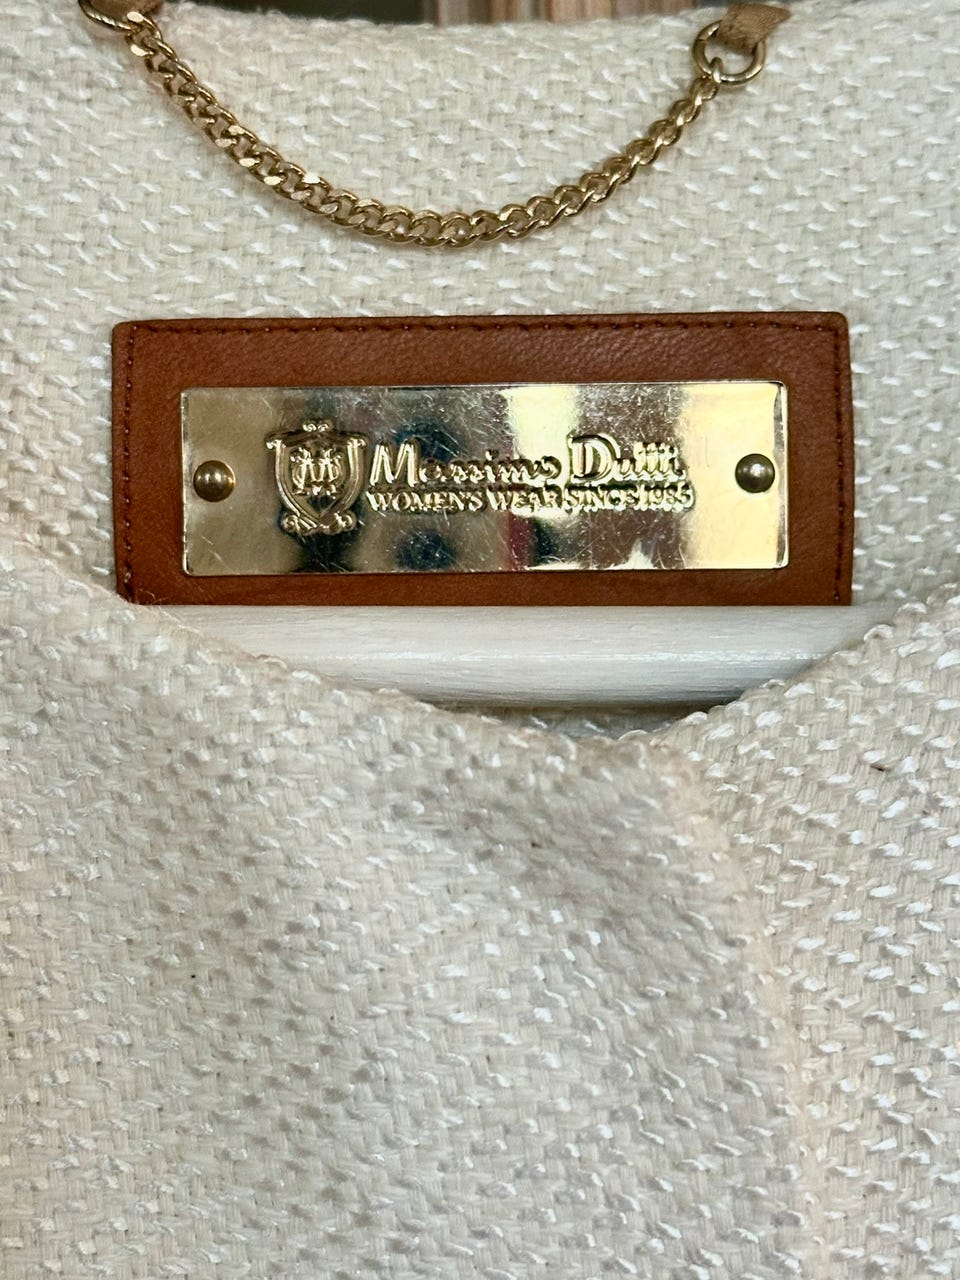 Massimo Dutti
WOMEN'S WEAR SINCE 1985